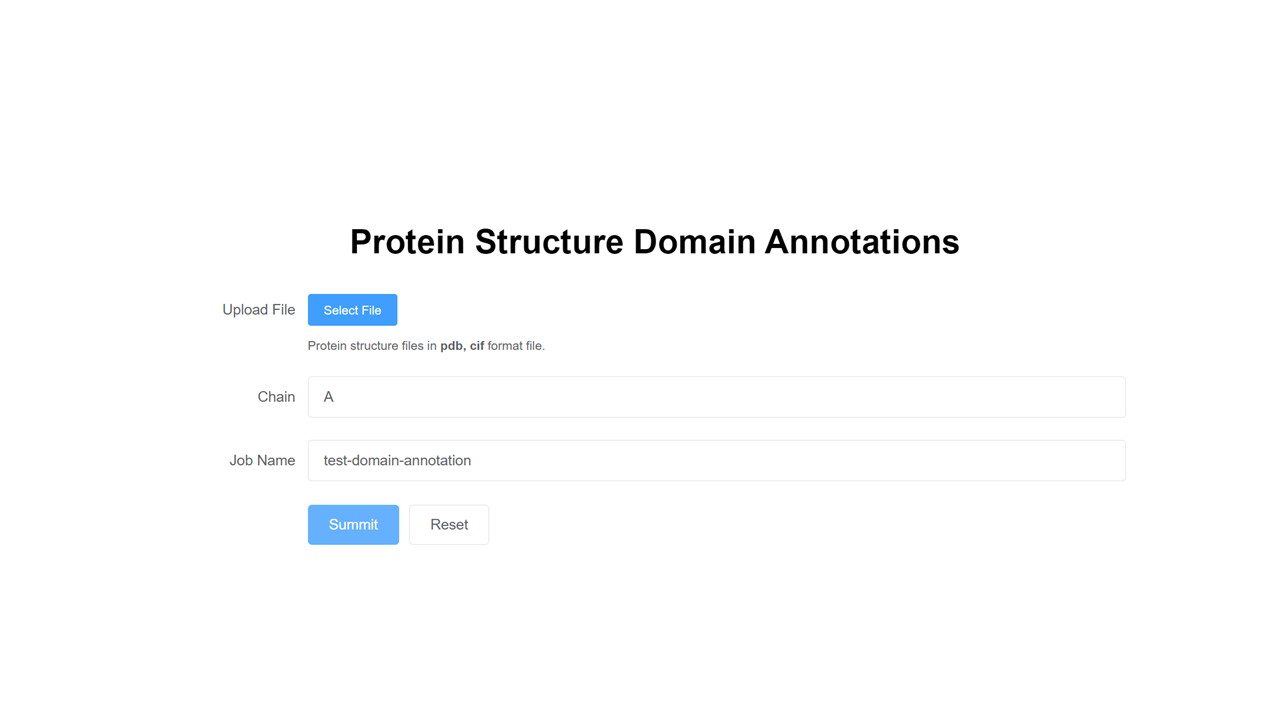 Protein Structure Domain Annotations
Upload File Select File
Protein structure files in pdb, cif format file.
Chain A
Job Name test-domain-annotation
Summit Reset